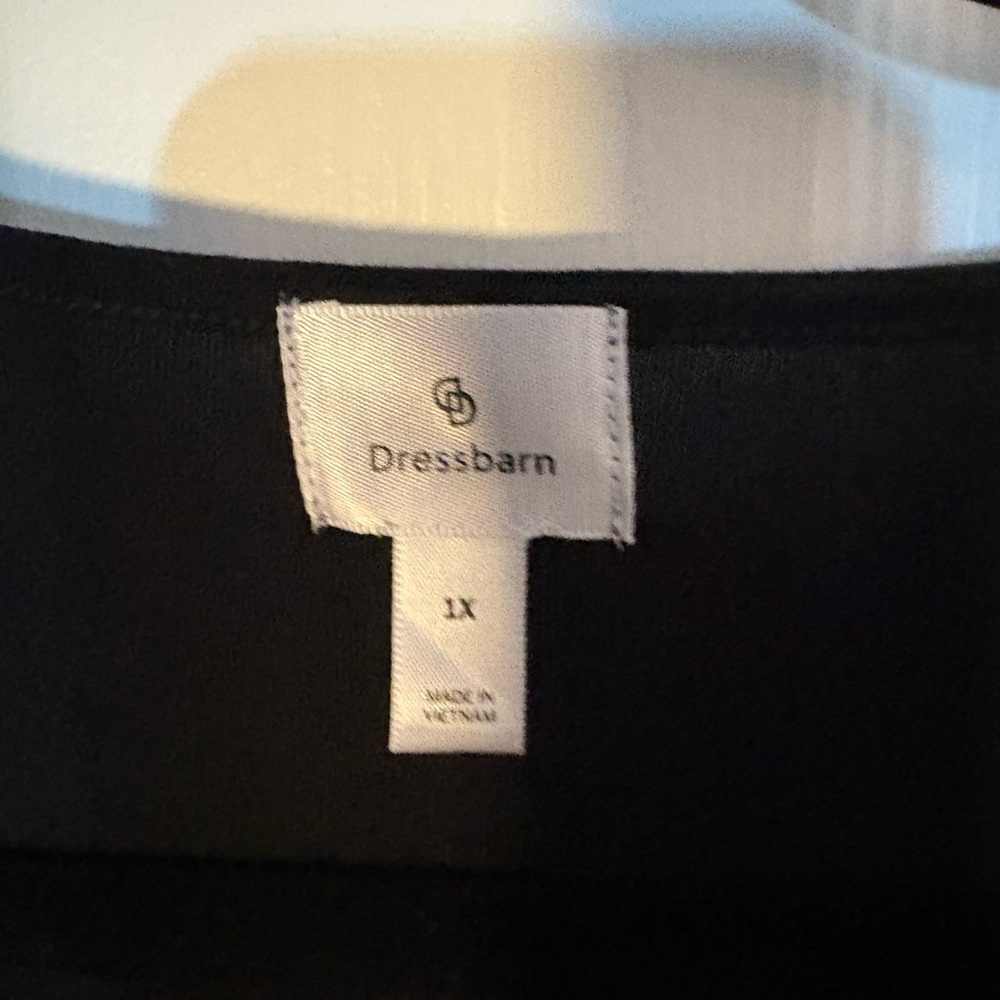 Dressbarn
1X
MADE IN
VIETNAM